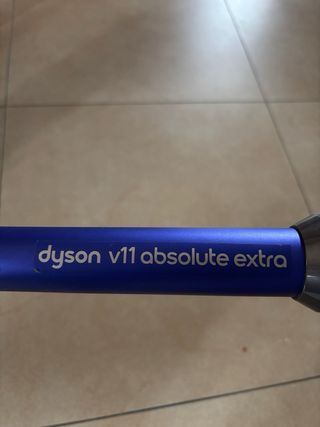 dyson v11 absolute extra